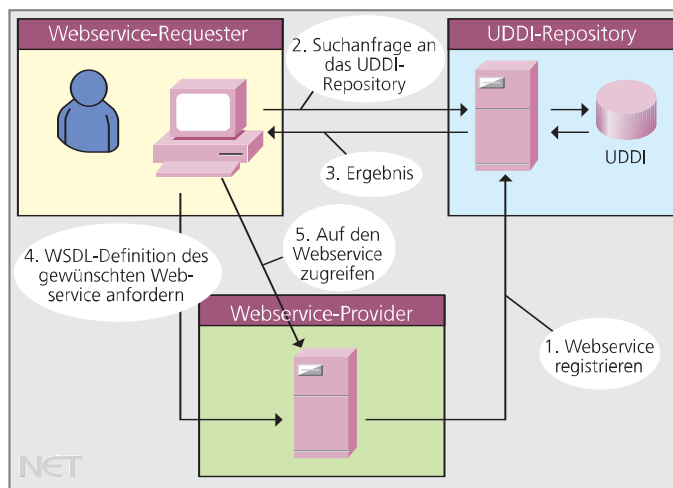 Webservice-Requester
UDDI-Repository
2. Suchanfrage an
das UDDI-
Repository
UDDI
3. Ergebnis
4. WSDL-Definition des
gewünschten Web-
service anfordern
5. Auf den
Webservice
zugreifen
Webservice-Provider
1. Webservice
registrieren
NET